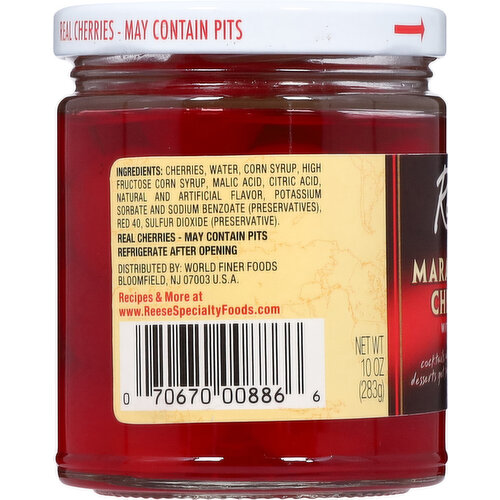 REAL CHERRIES - MAY CONTAIN PITS
INGREDIENTS: CHERRIES, WATER, CORN SYRUP, HIGH
FRUCTOSE CORN SYRUP, MALIC ACID, CITRIC ACID,
NATURAL AND ARTIFICIAL FLAVOR, POTASSIUM
SORBATE AND SODIUM BENZOATE (PRESERVATIVES),
RED 40, SULFUR DIOXIDE (PRESERVATIVE).
REAL CHERRIES - MAY CONTAIN PITS
REFRIGERATE AFTER OPENING
DISTRIBUTED BY: WORLD FINER FOODS
BLOOMFIELD, NJ 07003 U.S.A.
Recipes & More at
www.ReeseSpecialtyFoods.com
0 70670 00886 6
NET WT
10 OZ
(283g)
R
MARA
CH
W
cocktail
desserts